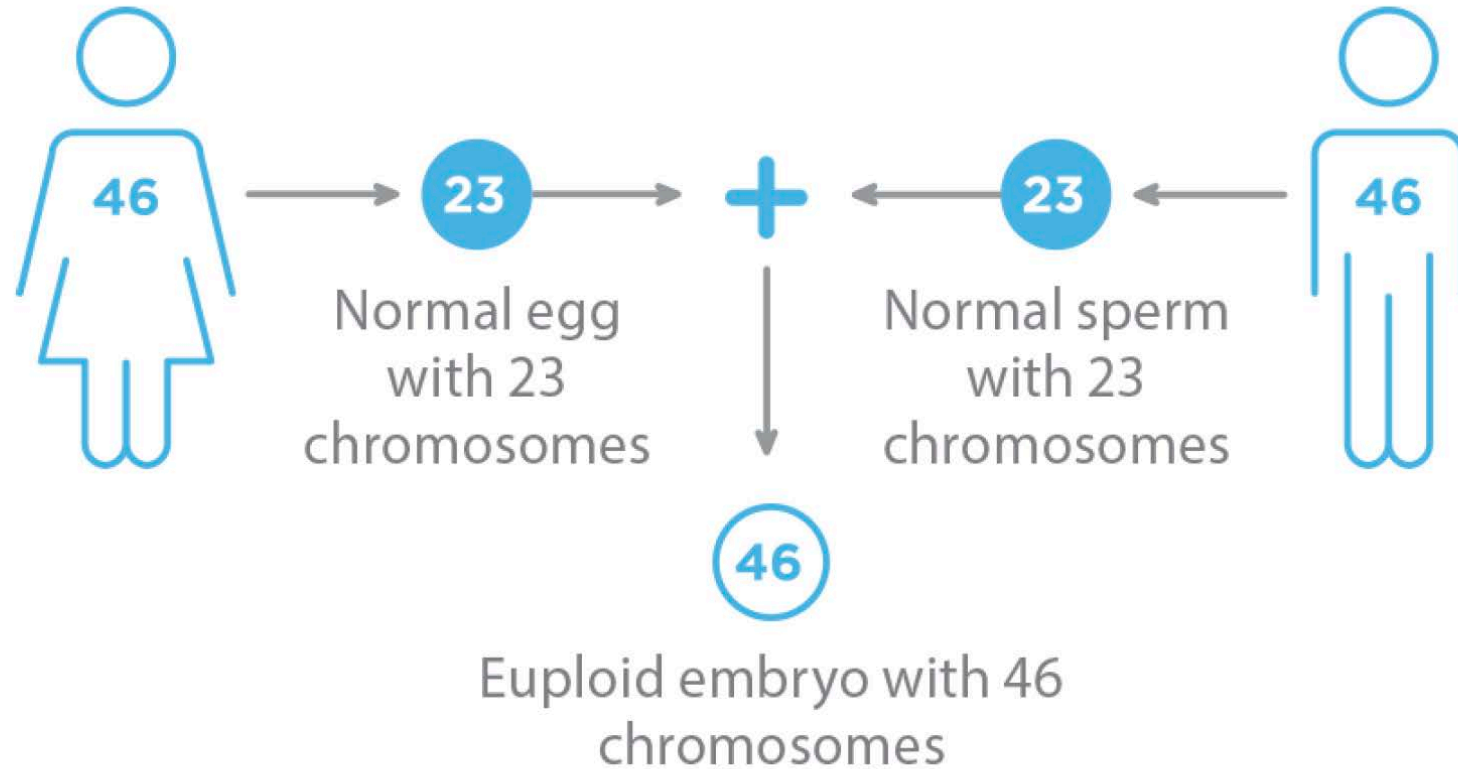 46
23
23
46
Normal egg
with 23
chromosomes
Normal sperm
with 23
chromosomes
46
Euploid embryo with 46
chromosomes